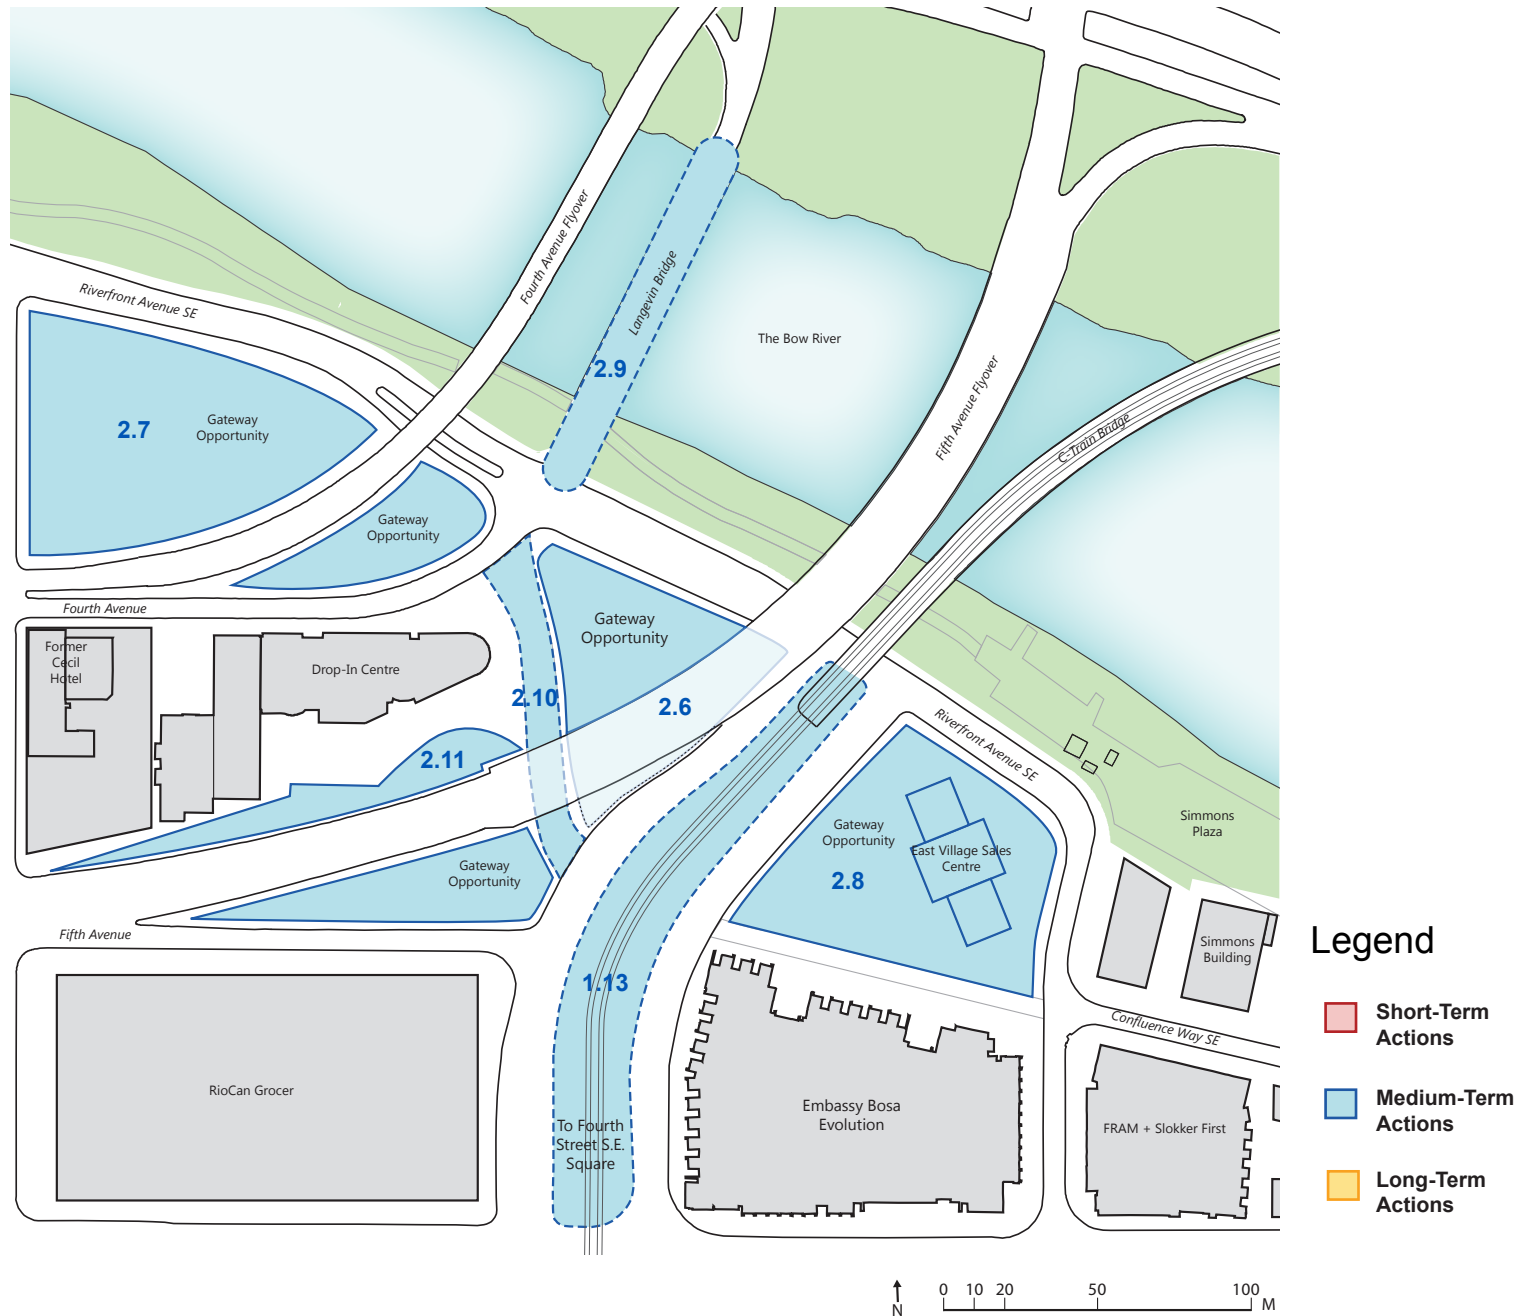 Fourth Avenue Flyover
Langevin Bridge
Riverfront Avenue SE
The Bow River
2.9
Fifth Avenue Flyover
C-Train Bridge
2.7
Gateway
Opportunity
Gateway
Opportunity
Fourth Avenue
Gateway
Opportunity
Former
Cecil
Hotel
Drop-In Centre
2.10
2.6
2.11
Riverfront Avenue SE
Gateway
Opportunity
East Village Sales
Centre
2.8
Simmons
Plaza
Gateway
Opportunity
Fifth Avenue
Simmons
Building
1.13
Confluence Way SE
RioCan Grocer
Embassy Bosa
Evolution
FRAM + Slokker First
To Fourth
Street S.E.
Square
Legend
Short-Term
Actions
Medium-Term
Actions
Long-Term
Actions
N
0 10 20 50 100 M